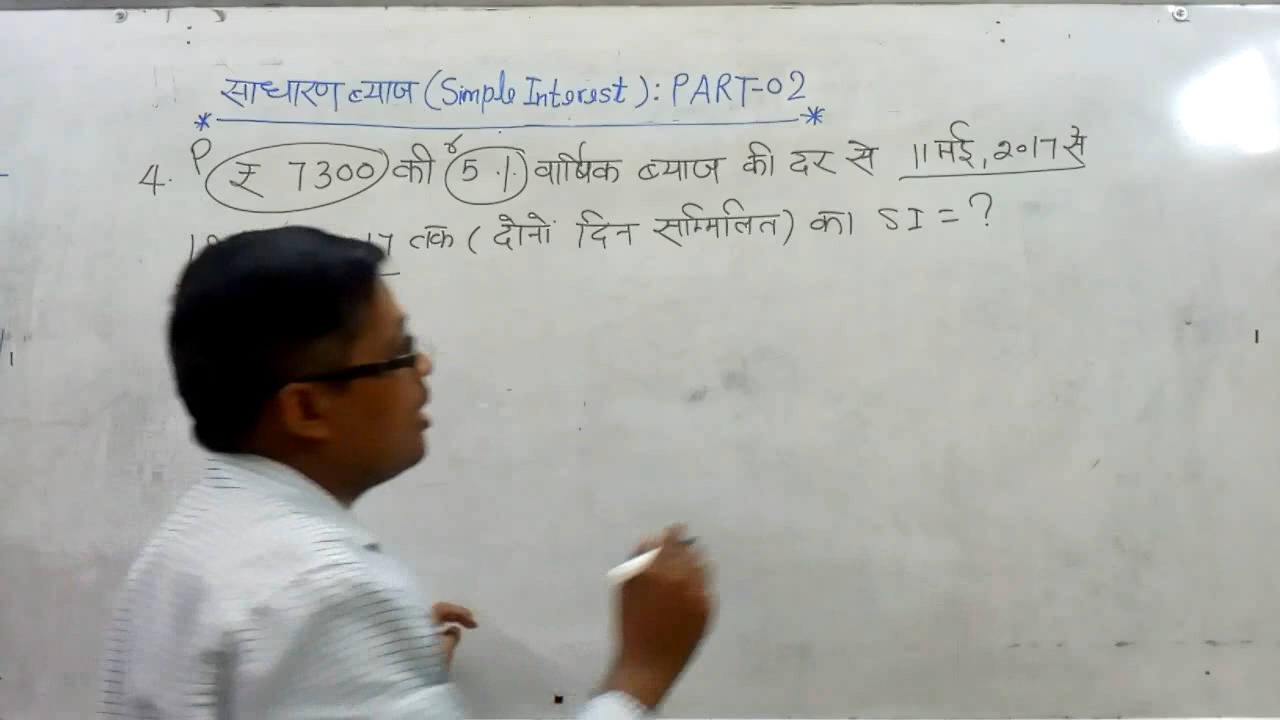 साधारण ब्याज (Simple Interest): PART-02
P r
4. ₹ 7300 की 5% वार्षिक ब्याज की दर से 11 मई, 2017 से
तक (दोनों दिन सम्मिलित) का SI = ?